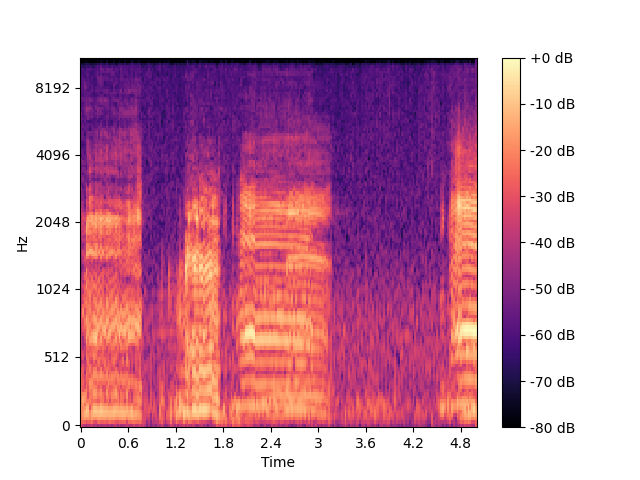 8192
4096
2048
1024
512
0
Hz
0 0.6 1.2 1.8 2.4 3 3.6 4.2 4.8
Time
+0 dB
-10 dB
-20 dB
-30 dB
-40 dB
-50 dB
-60 dB
-70 dB
-80 dB